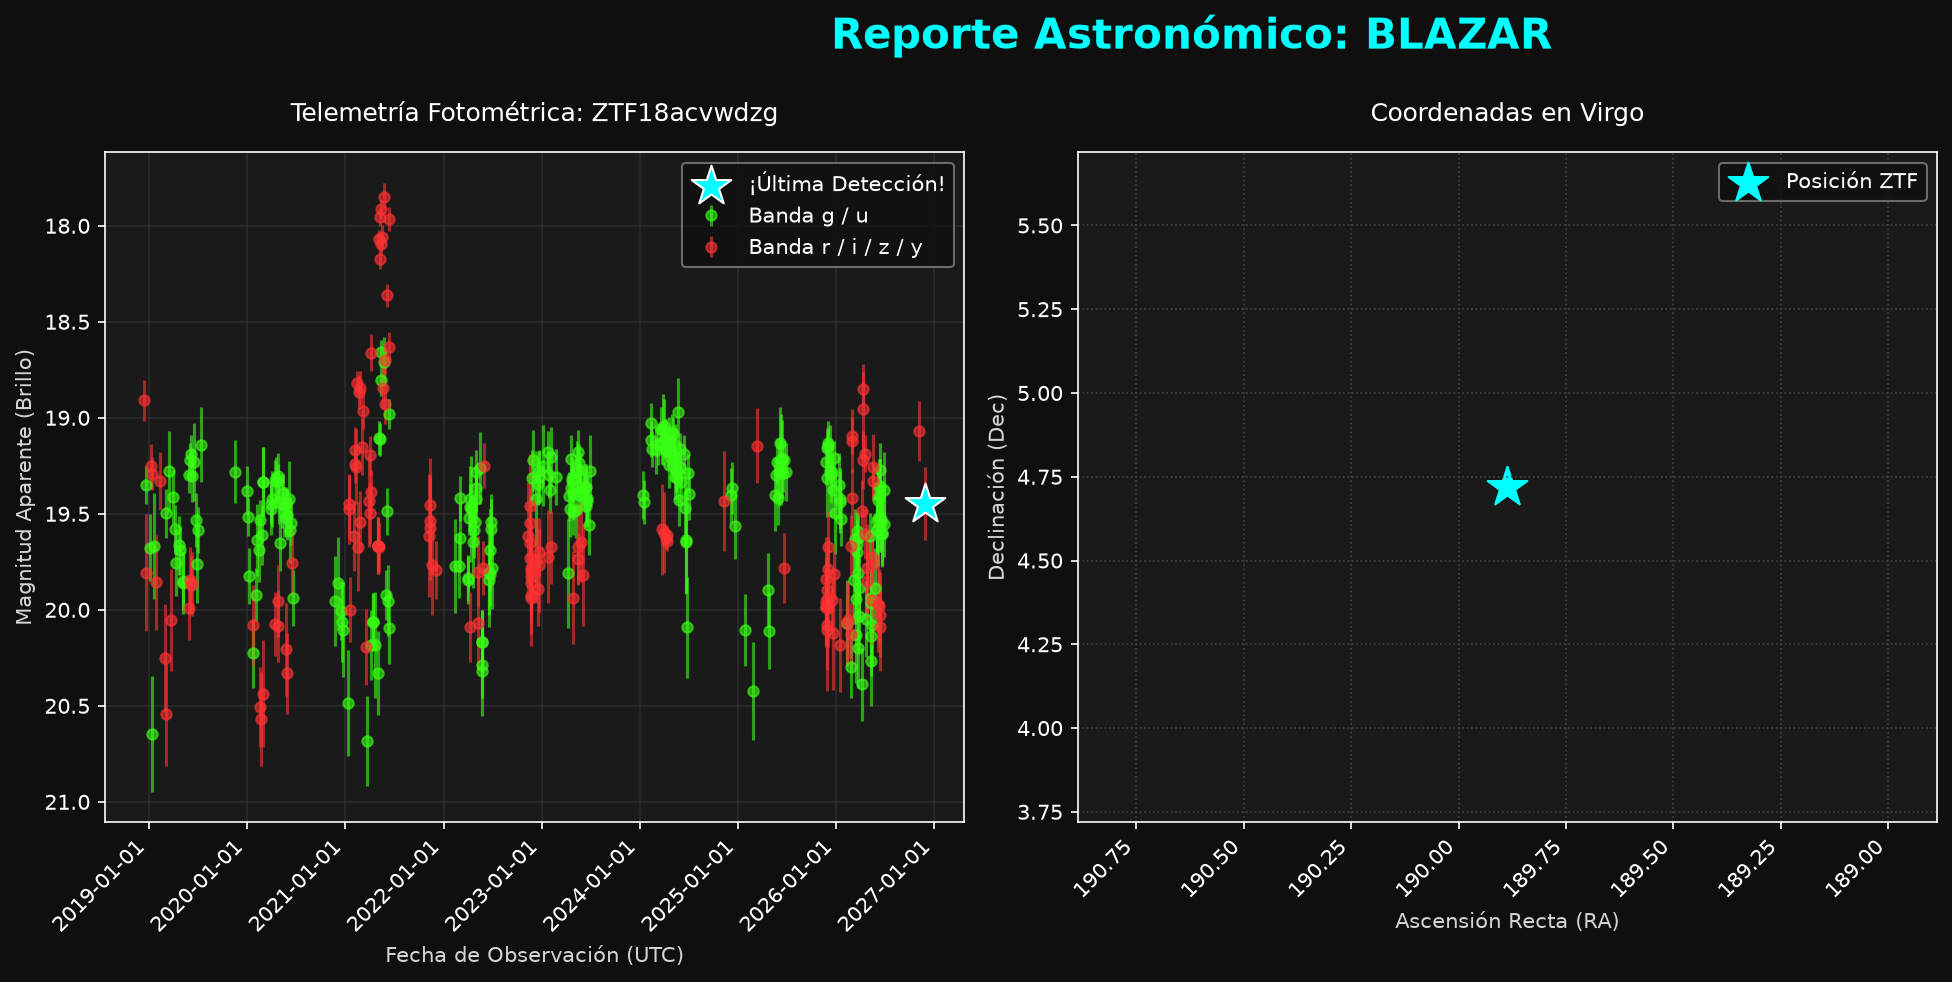 Reporte Astronómico: BLAZAR
Telemetría Fotométrica: ZTF18acvwdzg
Magnitud Aparente (Brillo)
18.0
18.5
19.0
19.5
20.0
20.5
21.0
¡Última Detección!
Banda g / u
Banda r / i / z / y
2019-01-01
2020-01-01
2021-01-01
2022-01-01
2023-01-01
2024-01-01
2025-01-01
2026-01-01
2027-01-01
Fecha de Observación (UTC)
Coordenadas en Virgo
Declinación (Dec)
5.50
5.25
5.00
4.75
4.50
4.25
4.00
3.75
Posición ZTF
190.75
190.50
190.25
190.00
189.75
189.50
189.25
189.00
Ascensión Recta (RA)